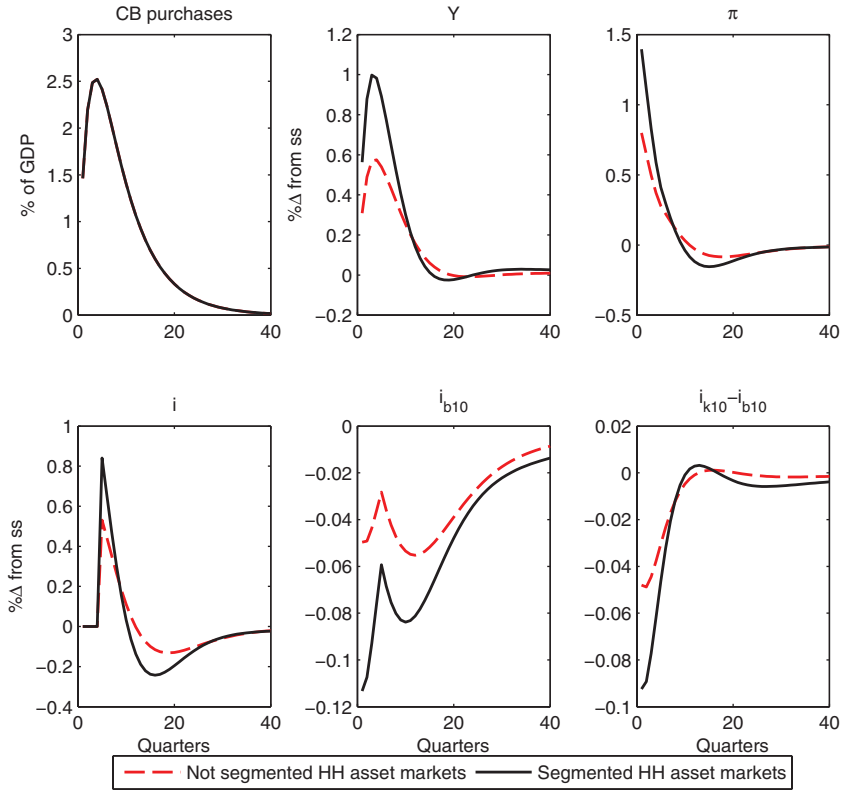 CB purchases
Y
π
% of GDP
3
2.5
2
1.5
1
0.5
0
0 20 40
%Δ from ss
1.2
1
0.8
0.6
0.4
0.2
0
−0.2
0 20 40
1.5
1
0.5
0
−0.5
0 20 40
i
i_b10
i_k10−i_b10
%Δ from ss
1
0.8
0.6
0.4
0.2
0
−0.2
−0.4
0 20 40
Quarters
0
−0.02
−0.04
−0.06
−0.08
−0.1
−0.12
0 20 40
Quarters
0.02
0
−0.02
−0.04
−0.06
−0.08
−0.1
0 20 40
Quarters
Not segmented HH asset markets
Segmented HH asset markets